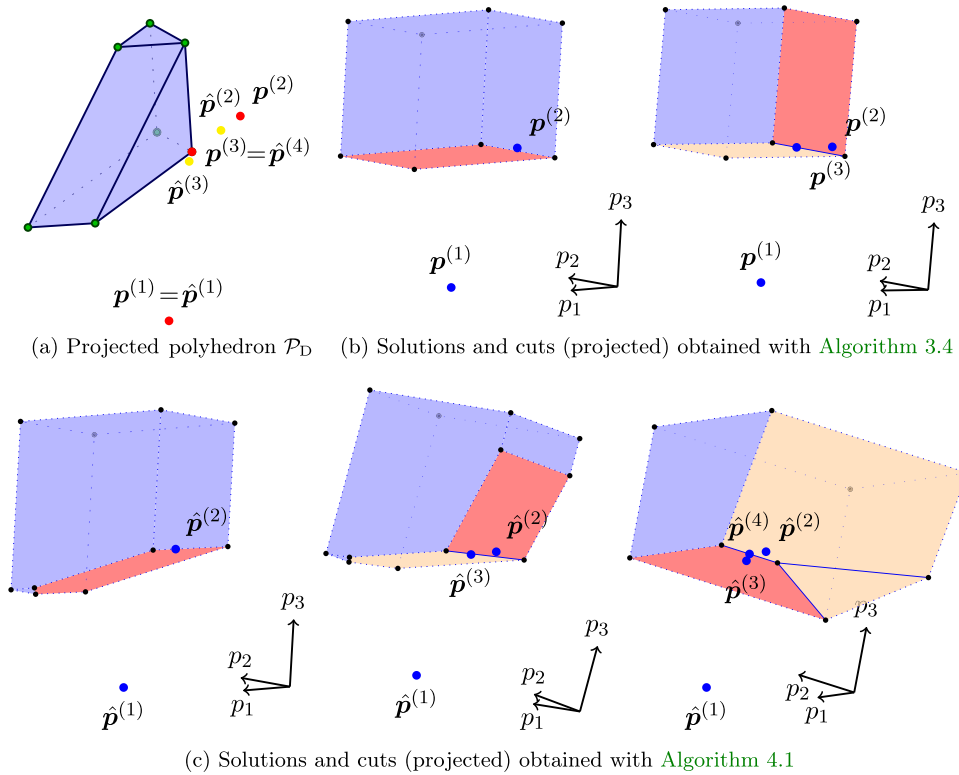 p̂⁽²⁾ p⁽²⁾
p⁽³⁾=p̂⁽⁴⁾
p̂⁽³⁾
p⁽¹⁾=p̂⁽¹⁾
(a) Projected polyhedron 𝒫_D
p⁽²⁾
p⁽¹⁾
p₃
p₂
p₁
p⁽²⁾
p⁽³⁾
p⁽¹⁾
p₃
p₂
p₁
(b) Solutions and cuts (projected) obtained with Algorithm 3.4
p̂⁽²⁾
p̂⁽¹⁾
p₃
p₂
p₁
p̂⁽²⁾
p̂⁽³⁾
p̂⁽¹⁾
p₃
p₂
p₁
p̂⁽⁴⁾ p̂⁽²⁾
p̂⁽³⁾
p̂⁽¹⁾
p₃
p₂
p₁
(c) Solutions and cuts (projected) obtained with Algorithm 4.1